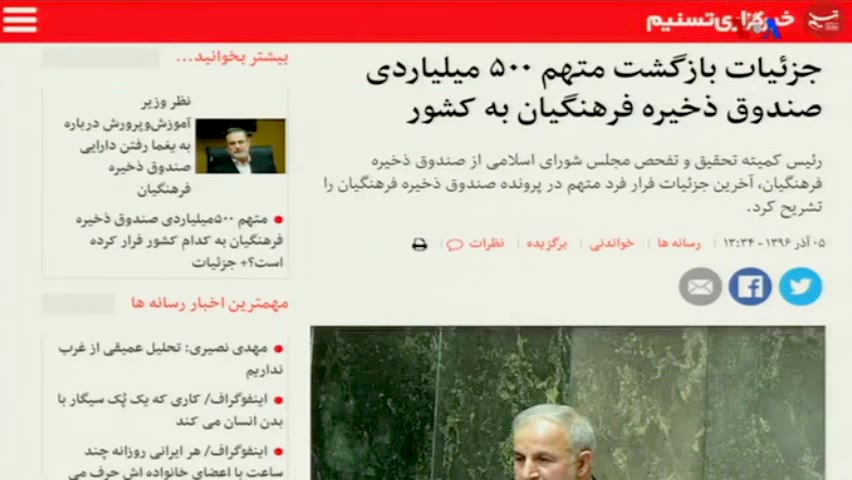 خبرگزاری تسنیم
VOA
جزئیات بازگشت متهم ۵۰۰ میلیاردی
صندوق ذخیره فرهنگیان به کشور
رئیس کمیته تحقیق و تفحص مجلس شورای اسلامی از صندوق ذخیره
فرهنگیان، آخرین جزئیات فرار فرد متهم در پرونده صندوق ذخیره فرهنگیان را
تشریح کرد.
۰۵ آذر ۱۳۹۶ - ۱۳:۳۴ رسانه ها خواندنی برگزیده نظرات
بیشتر بخوانید...
نظر وزیر
آموزش‌وپرورش درباره
به یغما رفتن دارایی
صندوق ذخیره
فرهنگیان
متهم ۵۰۰میلیاردی صندوق ذخیره
فرهنگیان به کدام کشور فرار کرده
است؟+ جزئیات
مهمترین اخبار رسانه ها
مهدی نصیری: تحلیل عمیقی از غرب
نداریم
اینفوگراف/ کاری که یک پُک سیگار با
بدن انسان می کند
اینفوگراف/ هر ایرانی روزانه چند
ساعت با اعضای خانواده اش حرف می